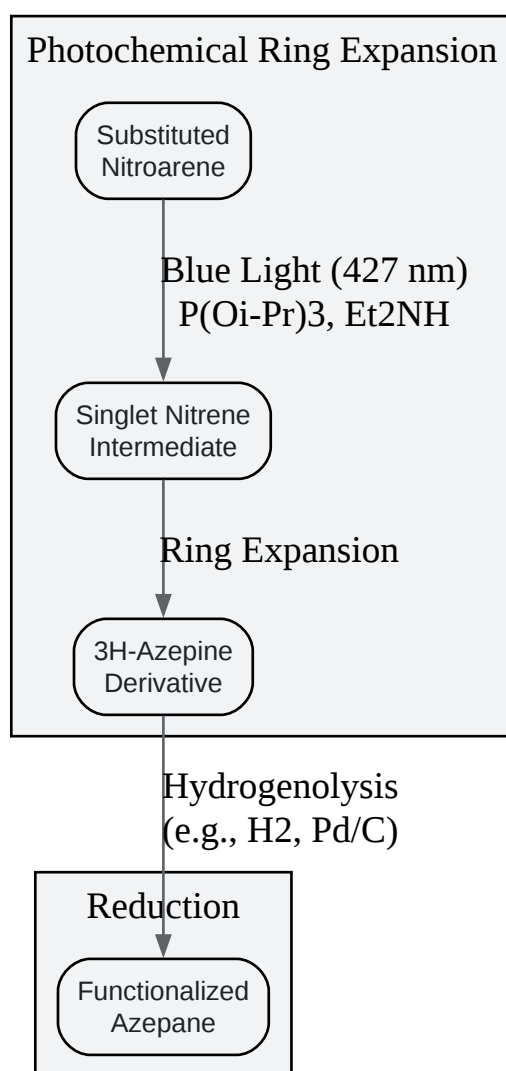 Photochemical Ring Expansion
Substituted
Nitroarene
Blue Light (427 nm)
P(Oi-Pr)3, Et2NH
Singlet Nitrene
Intermediate
Ring Expansion
3H-Azepine
Derivative
Hydrogenolysis
(e.g., H2, Pd/C)
Reduction
Functionalized
Azepane